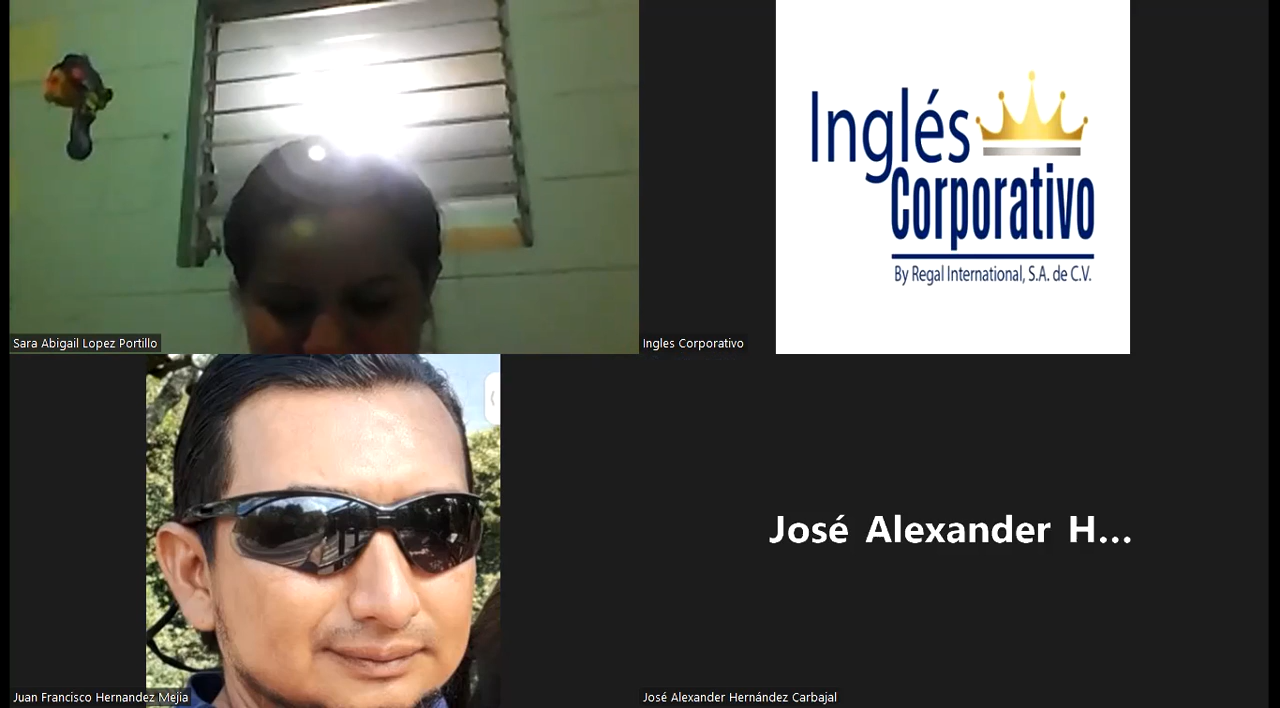 Inglés
Corporativo
By Regal International, S.A. de C.V.
Sara Abigail Lopez Portillo
Ingles Corporativo
José Alexander H...
Juan Francisco Hernandez Mejia
José Alexander Hernández Carbajal